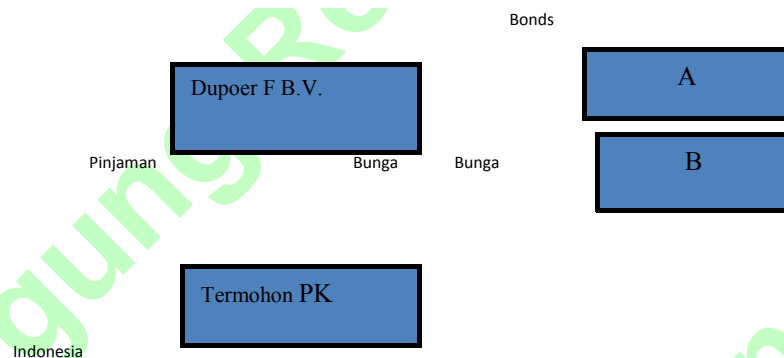 Bonds
Dupoer F B.V.
A
Pinjaman
Bunga
Bunga
B
Termohon PK
Indonesia